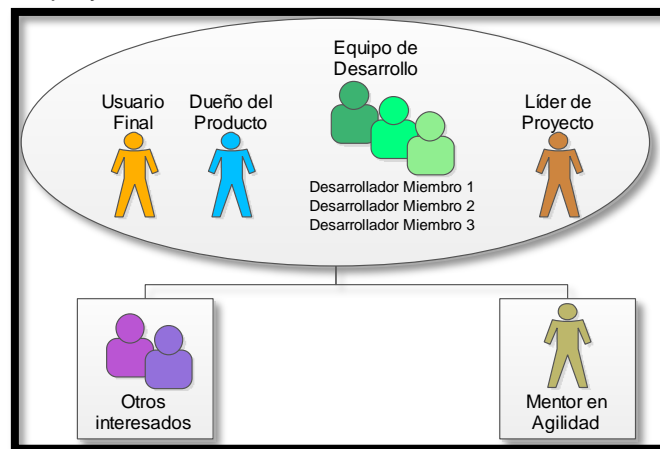 Equipo de
Desarrollo
Usuario
Final
Dueño del
Producto
Líder de
Proyecto
Desarrollador Miembro 1
Desarrollador Miembro 2
Desarrollador Miembro 3
Otros
interesados
Mentor en
Agilidad